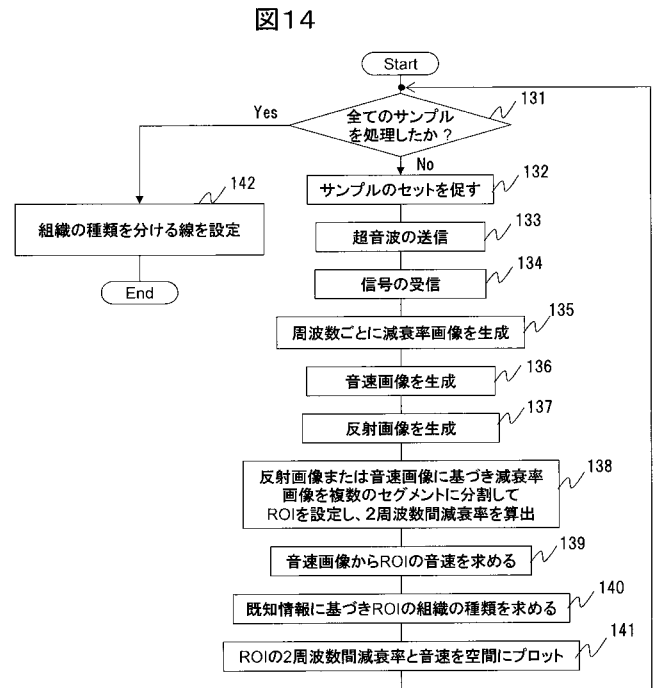 図14
Start
131
全てのサンプル
を処理したか？
Yes
No
142
組織の種類を分ける線を設定
End
132
サンプルのセットを促す
133
超音波の送信
134
信号の受信
135
周波数ごとに減衰率画像を生成
136
音速画像を生成
137
反射画像を生成
138
反射画像または音速画像に基づき減衰率
画像を複数のセグメントに分割して
ROIを設定し、2周波数間減衰率を算出
139
音速画像からROIの音速を求める
140
既知情報に基づきROIの組織の種類を求める
141
ROIの2周波数間減衰率と音速を空間にプロット